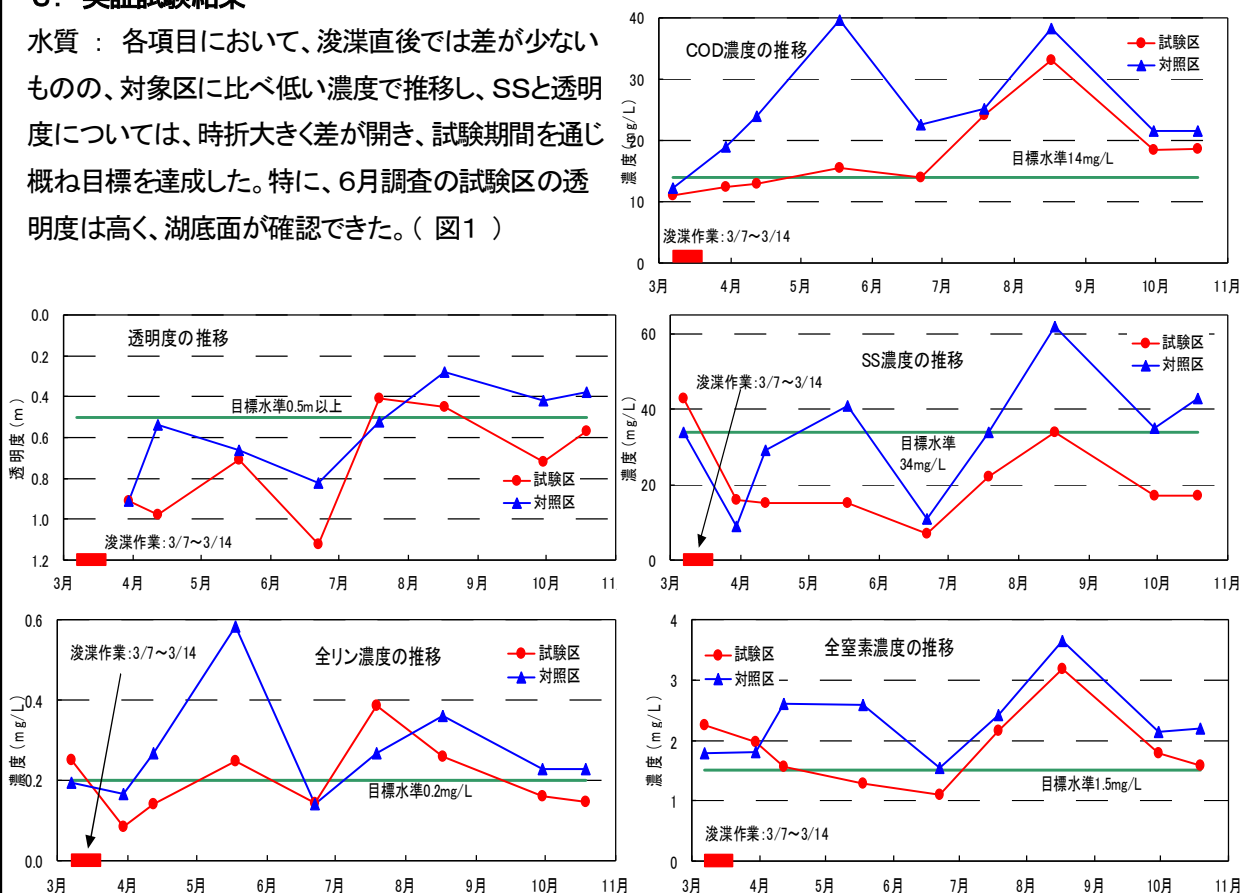 3. 実証試験結果
水質 : 各項目において、浚渫直後では差が少ない
ものの、対象区に比べ低い濃度で推移し、SSと透明
度については、時折大きく差が開き、試験期間を通じ
概ね目標を達成した。特に、6月調査の試験区の透
明度は高く、湖底面が確認できた。( 図1 )
COD濃度の推移
試験区
対照区
目標水準14mg/L
浚渫作業:3/7~3/14
濃度(mg/L)
40
30
20
10
0
3月 4月 5月 6月 7月 8月 9月 10月 11月
透明度の推移
目標水準0.5m以上
試験区
対照区
浚渫作業:3/7~3/14
透明度(m)
0.0
0.2
0.4
0.6
0.8
1.0
1.2
3月 4月 5月 6月 7月 8月 9月 10月 11
SS濃度の推移
試験区
対照区
浚渫作業:3/7~3/14
目標水準
34mg/L
濃度(mg/L)
60
40
20
0
3月 4月 5月 6月 7月 8月 9月 10月 11月
全リン濃度の推移
試験区
対照区
浚渫作業:3/7~3/14
目標水準0.2mg/L
濃度(mg/L)
0.6
0.4
0.2
0.0
3月 4月 5月 6月 7月 8月 9月 10月 11月
全窒素濃度の推移
試験区
対照区
目標水準1.5mg/L
浚渫作業:3/7~3/14
濃度(mg/L)
4
3
2
1
0
3月 4月 5月 6月 7月 8月 9月 10月 11月